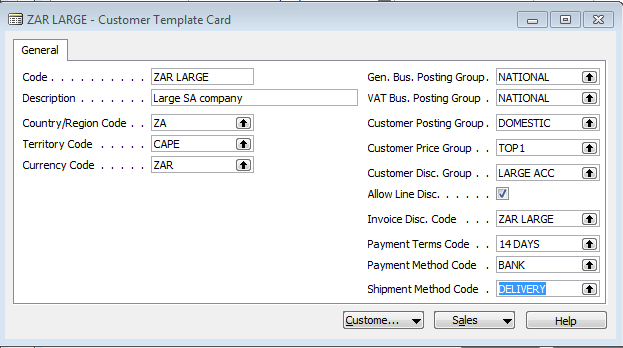 ZAR LARGE - Customer Template Card
General
Code . . . . . . . . . . ZAR LARGE
Description . . . . . . . Large SA company
Country/Region Code . . ZA
Territory Code . . . . . CAPE
Currency Code . . . . . ZAR
Gen. Bus. Posting Group . NATIONAL
VAT Bus. Posting Group . NATIONAL
Customer Posting Group . DOMESTIC
Customer Price Group . . TOP1
Customer Disc. Group . . LARGE ACC
Allow Line Disc. . . . . . .
Invoice Disc. Code . . . ZAR LARGE
Payment Terms Code . . 14 DAYS
Payment Method Code . BANK
Shipment Method Code . DELIVERY
Custome... Sales Help